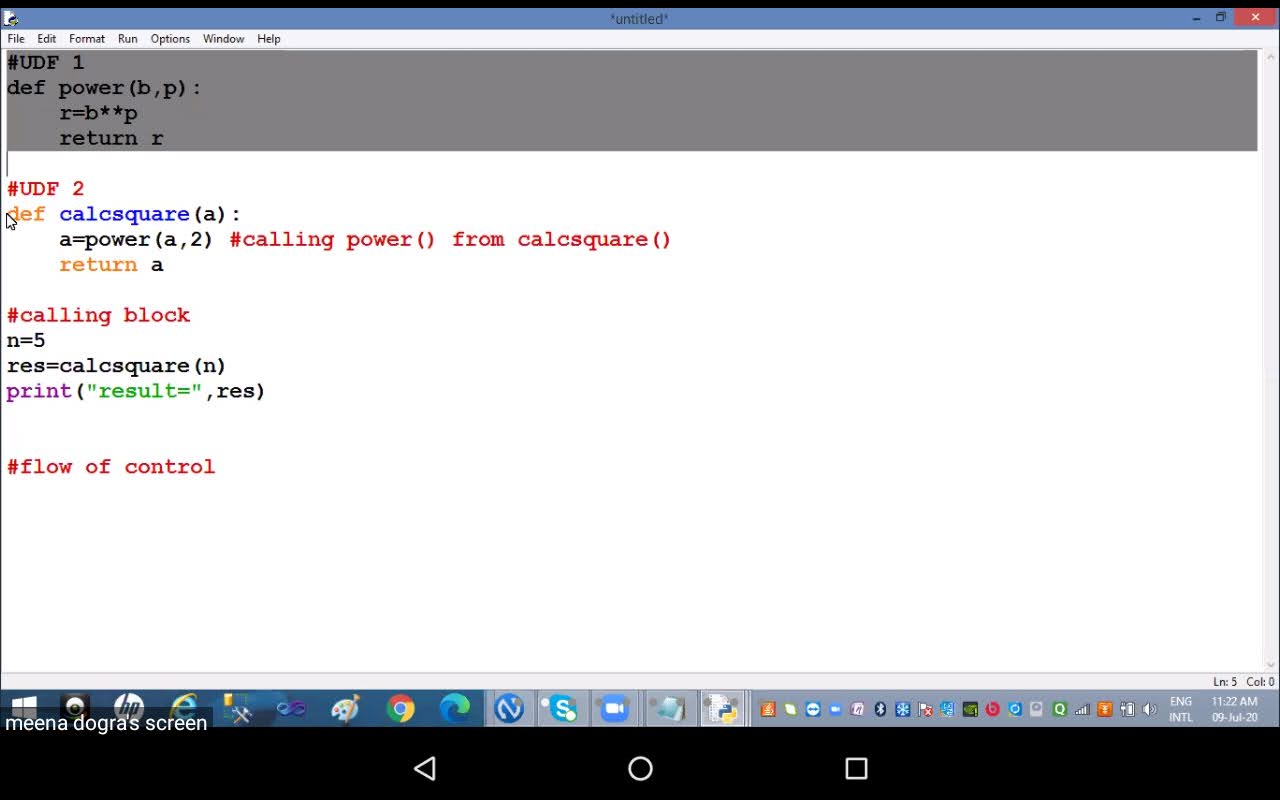 *untitled*
File Edit Format Run Options Window Help
#UDF 1
def power(b,p):
    r=b**p
    return r
#UDF 2
def calcsquare(a):
    a=power(a,2) #calling power() from calcsquare()
    return a
#calling block
n=5
res=calcsquare(n)
print("result=",res)
#flow of control
Ln: 5 Col: 0
ENG 11:22 AM
INTL 09-Jul-20
meena dogra's screen